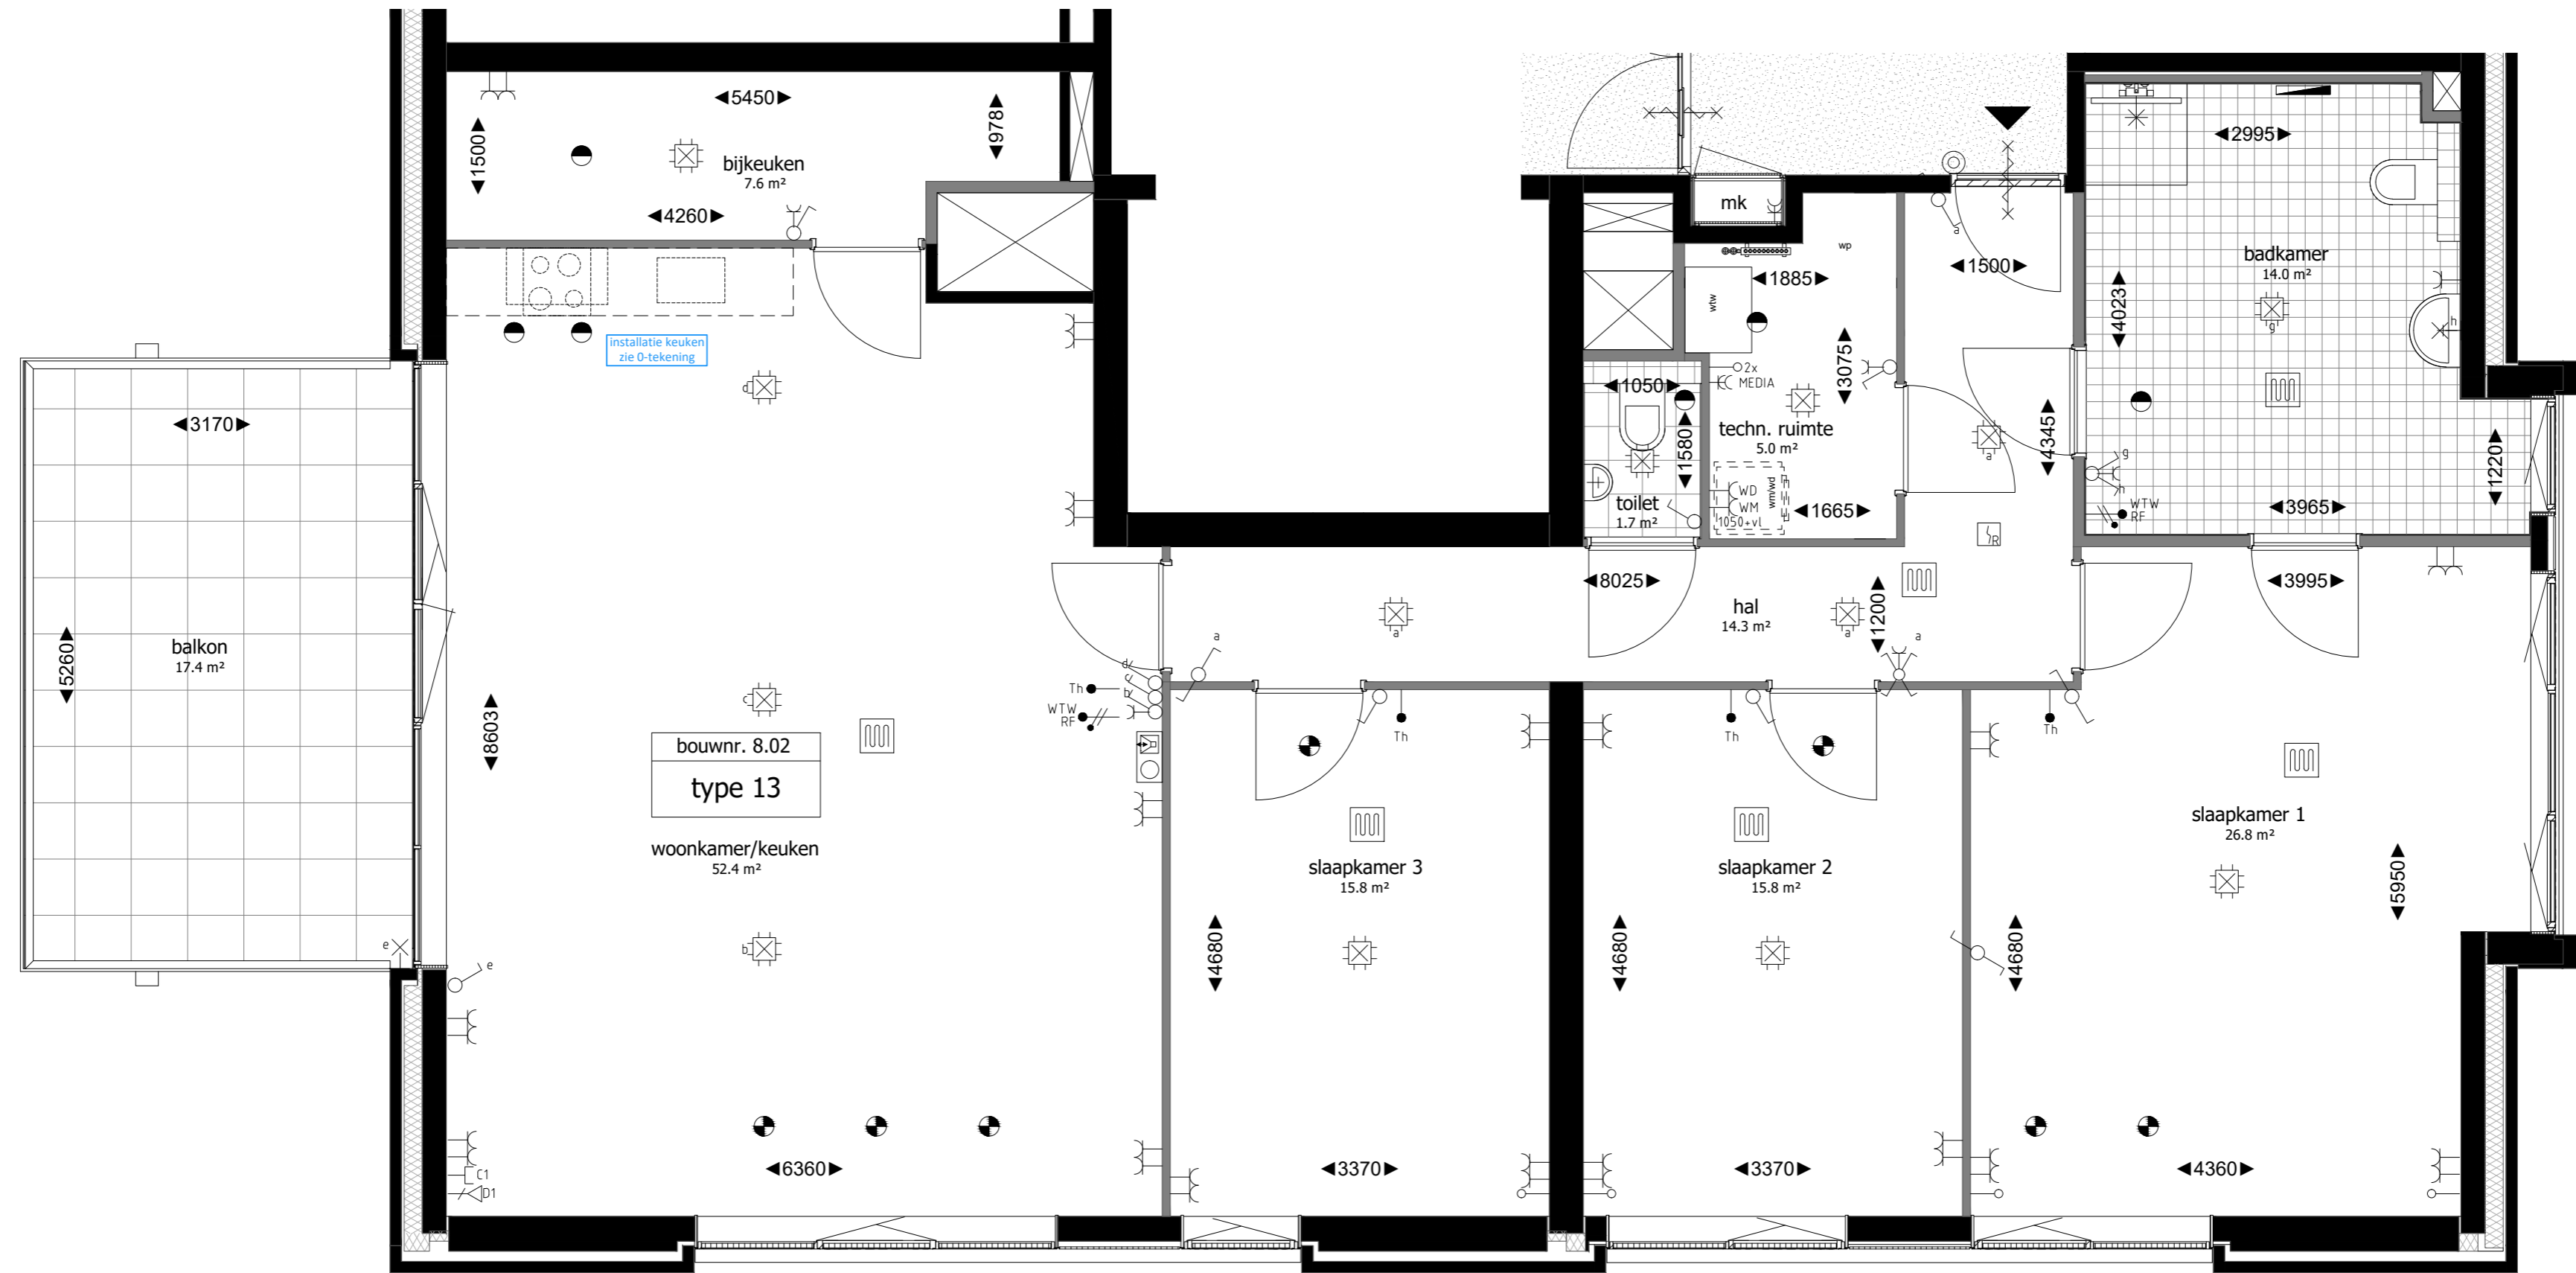 5450
1500
978
bijkeuken
7.6 m²
4260
installatie keuken
zie 0-tekening
d
3170
5260
balkon
17.4 m²
e
e
8603
c
bouwnr. 8.02
type 13
woonkamer/keuken
52.4 m²
b
6360
C1
D1
Th
WTW
RF
d
c
b
a
a
slaapkamer 3
15.8 m²
Th
4680
3370
mk
wp
wtw
1885
3075
2x
MEDIA
techn. ruimte
5.0 m²
WD
WM
wm/wd
1050+vl
1665
1050
1580
toilet
1.7 m²
8025
hal
14.3 m²
a
1200
a
a
1500
a
4345
R
2995
badkamer
14.0 m²
4023
g
h
g
h
WTW
RF
1220
3965
3995
slaapkamer 2
15.8 m²
Th
4680
3370
slaapkamer 1
26.8 m²
Th
4680
5950
4360